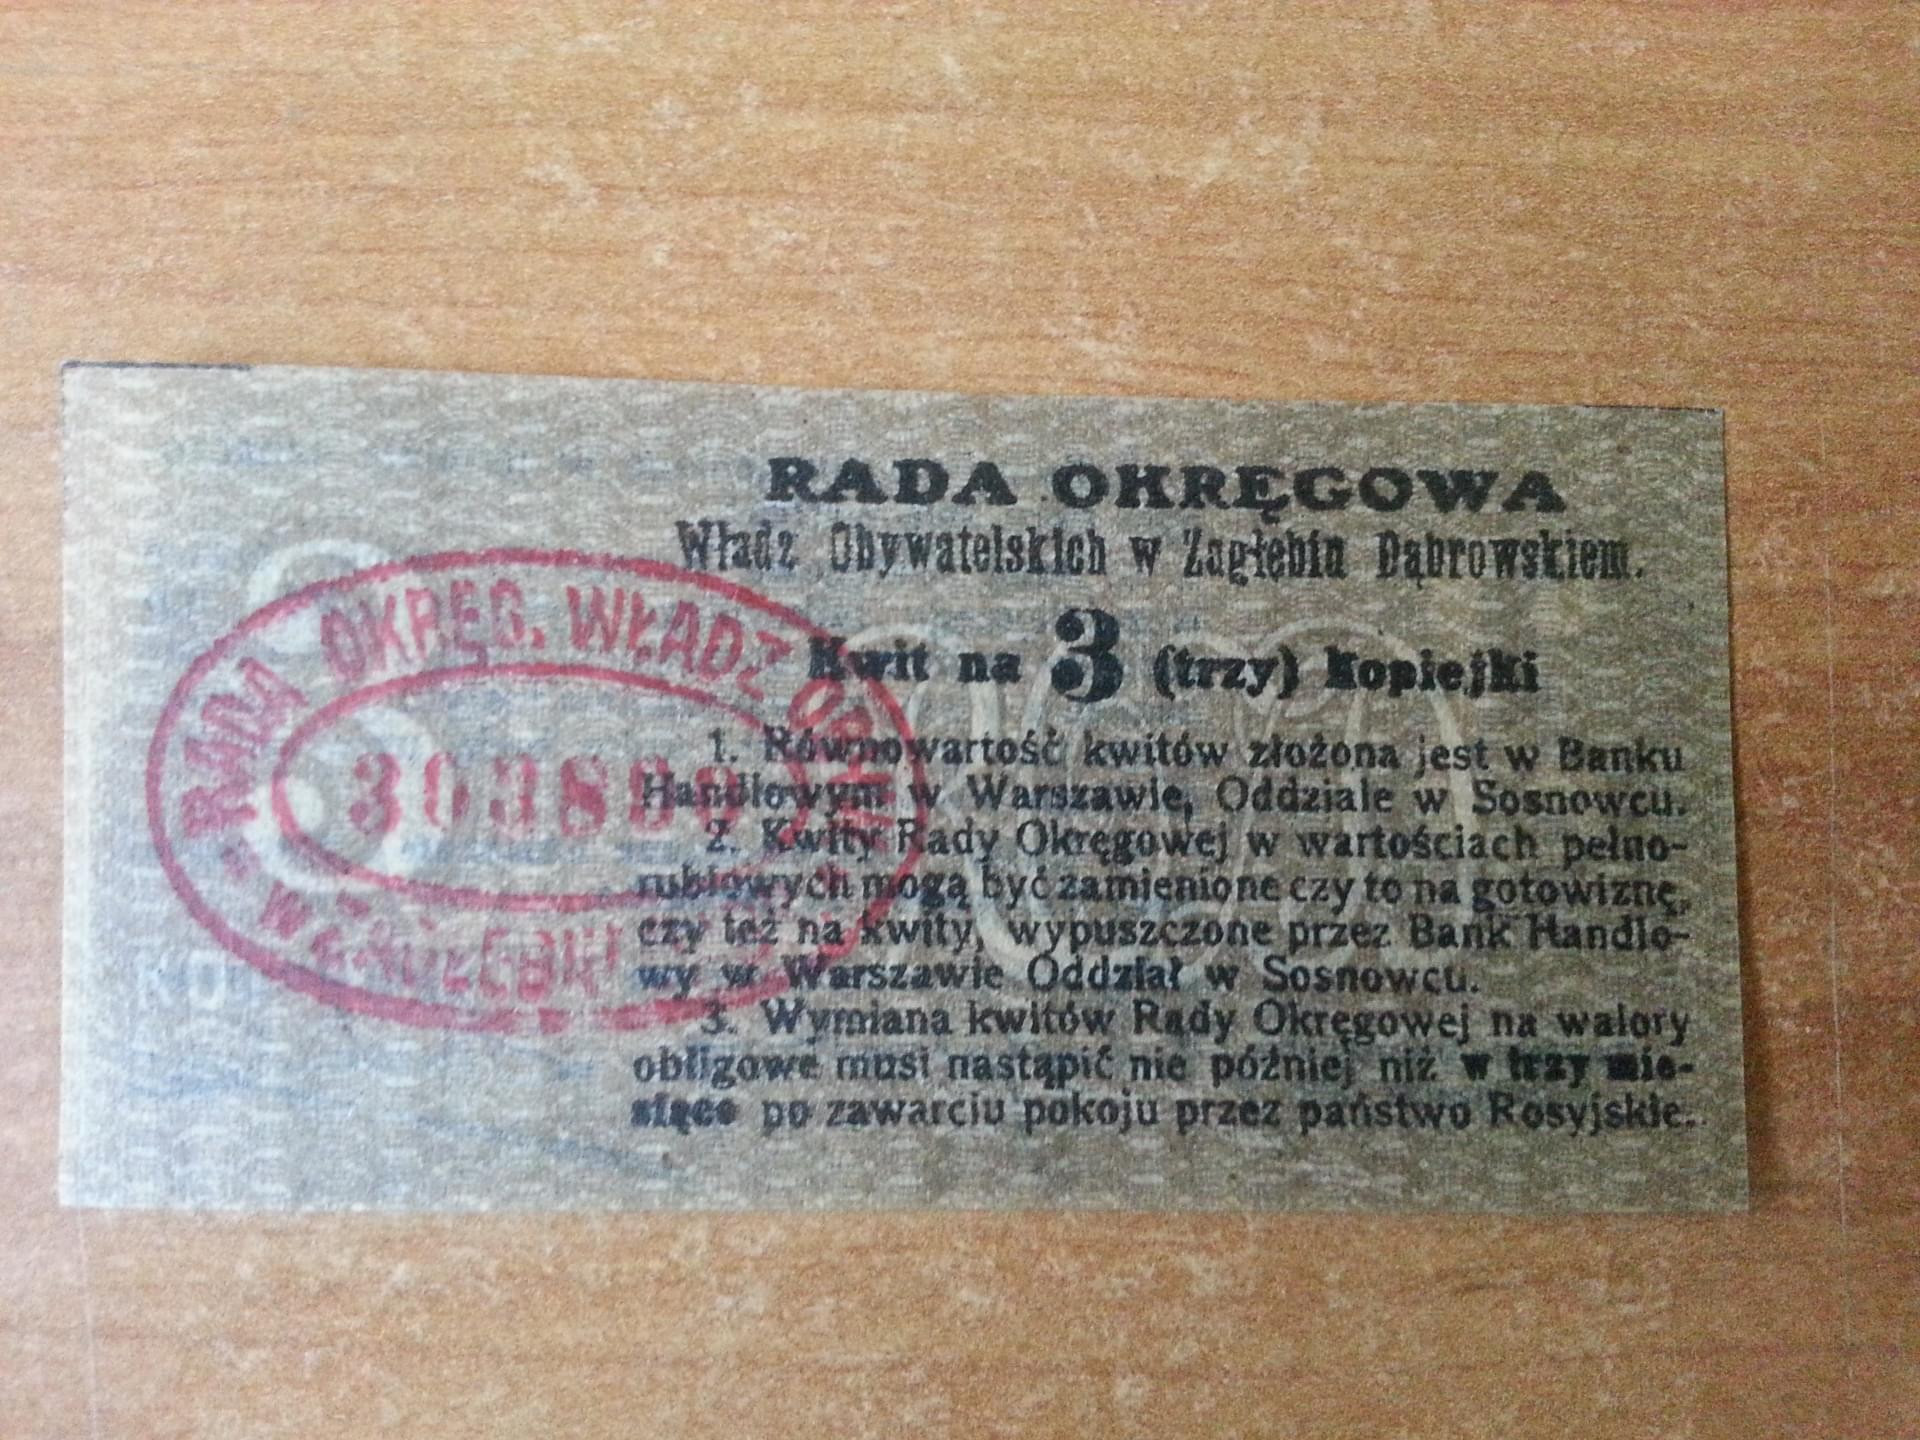 RADA OKRĘGOWA
Władz Obywatelskich w Zagłębiu Dąbrowskiem.
Kwit na 3 (trzy) kopiejki
1. Równowartość kwitów złożona jest w Banku
Handlowym w Warszawie, Oddziale w Sosnowcu.
2. Kwity Rady Okręgowej w wartościach pełno-
rublowych mogą być zamienione czy to na gotowiznę,
czy też na kwity, wypuszczone przez Bank Handlo-
wy w Warszawie Oddział w Sosnowcu.
3. Wymiana kwitów Rady Okręgowej na walory
obligowe musi nastąpić nie później niż w trzy mie-
siące po zawarciu pokoju przez państwo Rosyjskie.
RADA OKRĘG. WŁADZ
W ZAGŁĘBIU